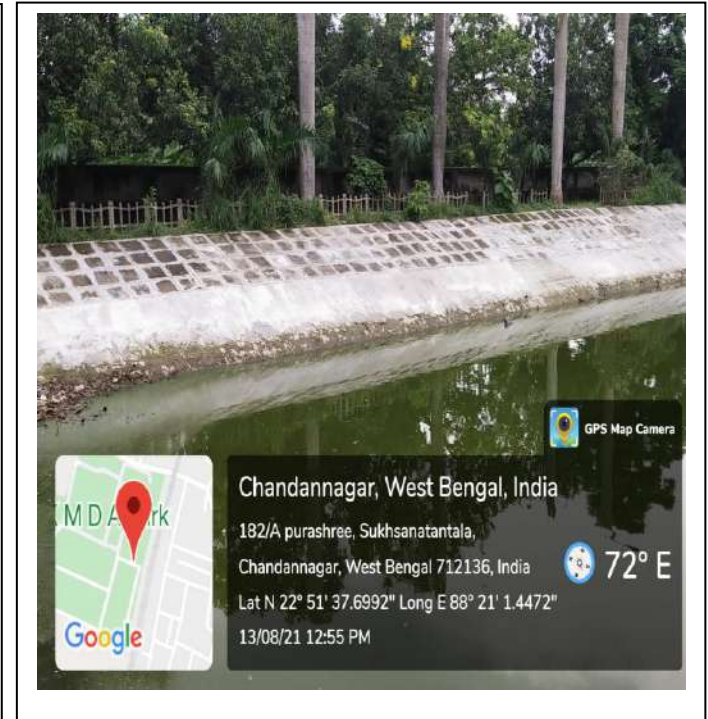 GPS Map Camera
Chandannagar, West Bengal, India
182/A purashree, Sukhsanatantala,
Chandannagar, West Bengal 712136, India
72° E
Lat N 22° 51' 37.6992" Long E 88° 21' 1.4472"
13/08/21 12:55 PM
K M D A Park
Google